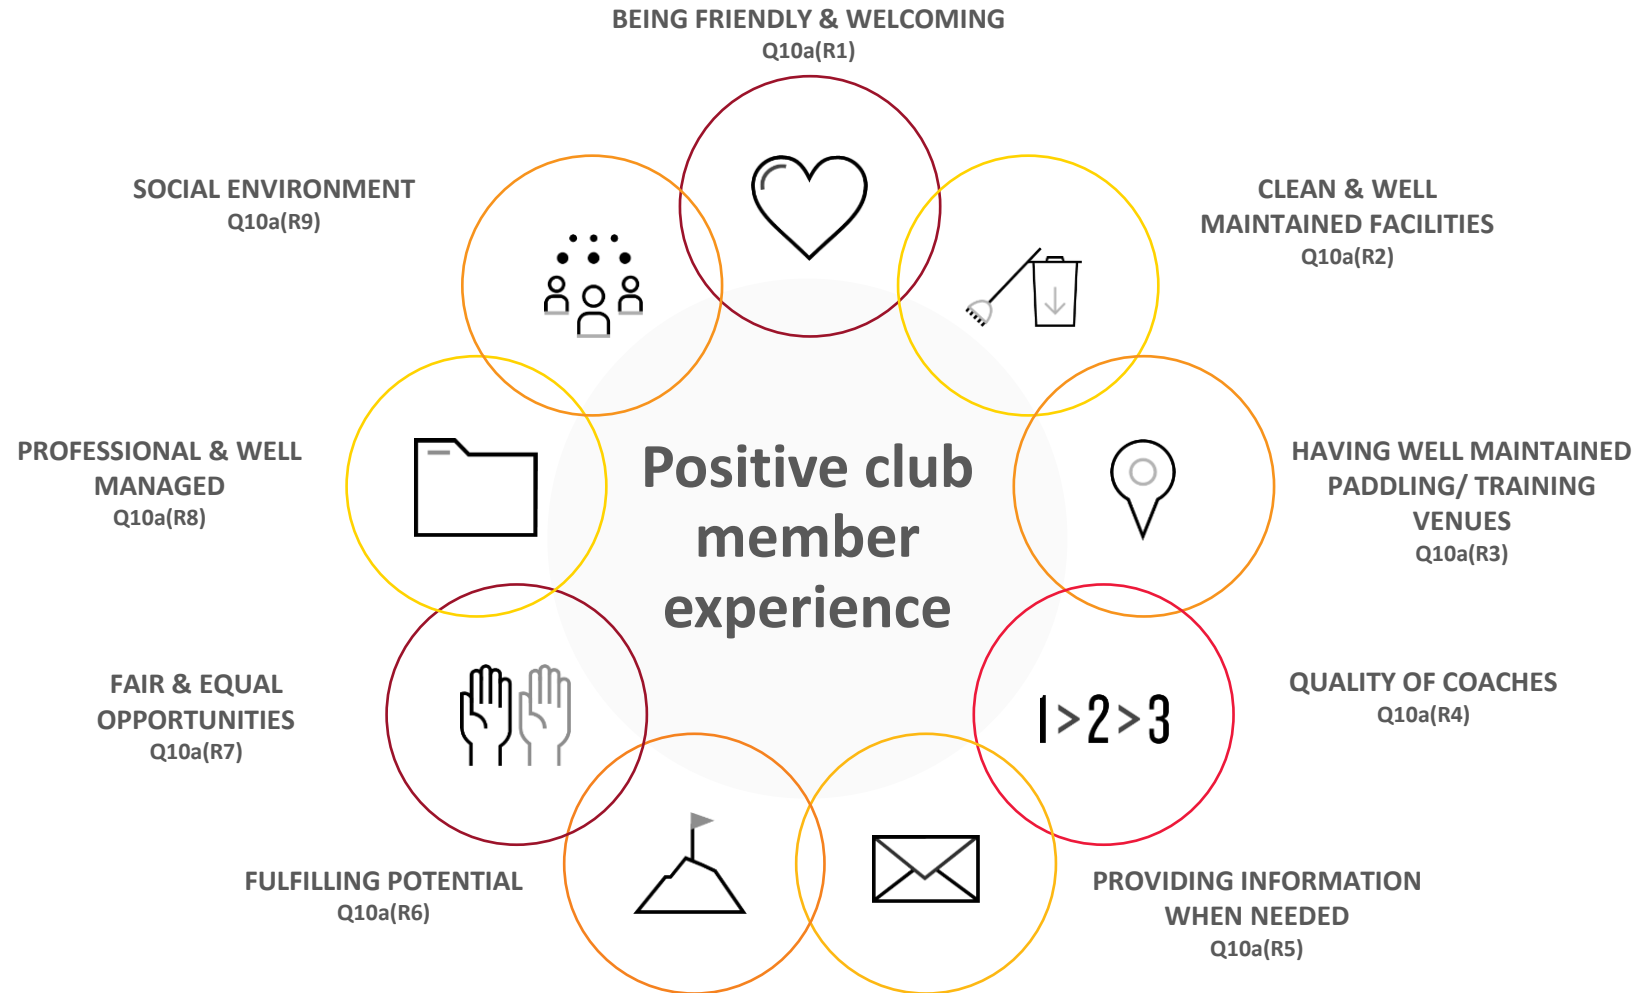 BEING FRIENDLY & WELCOMING
Q10a(R1)
SOCIAL ENVIRONMENT
Q10a(R9)
CLEAN & WELL
MAINTAINED FACILITIES
Q10a(R2)
PROFESSIONAL & WELL
MANAGED
Q10a(R8)
Positive club
member
experience
HAVING WELL MAINTAINED
PADDLING/ TRAINING
VENUES
Q10a(R3)
FAIR & EQUAL
OPPORTUNITIES
Q10a(R7)
1>2>3
QUALITY OF COACHES
Q10a(R4)
FULFILLING POTENTIAL
Q10a(R6)
PROVIDING INFORMATION
WHEN NEEDED
Q10a(R5)